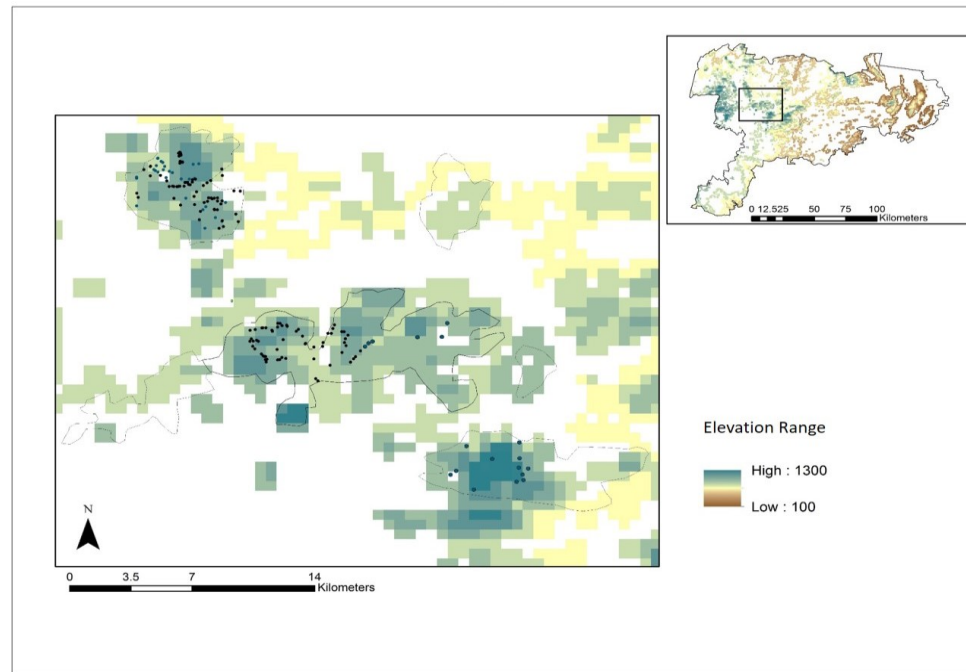 0 12.525 50 75 100
Kilometers
Elevation Range
High : 1300
Low : 100
N
0 3.5 7 14
Kilometers